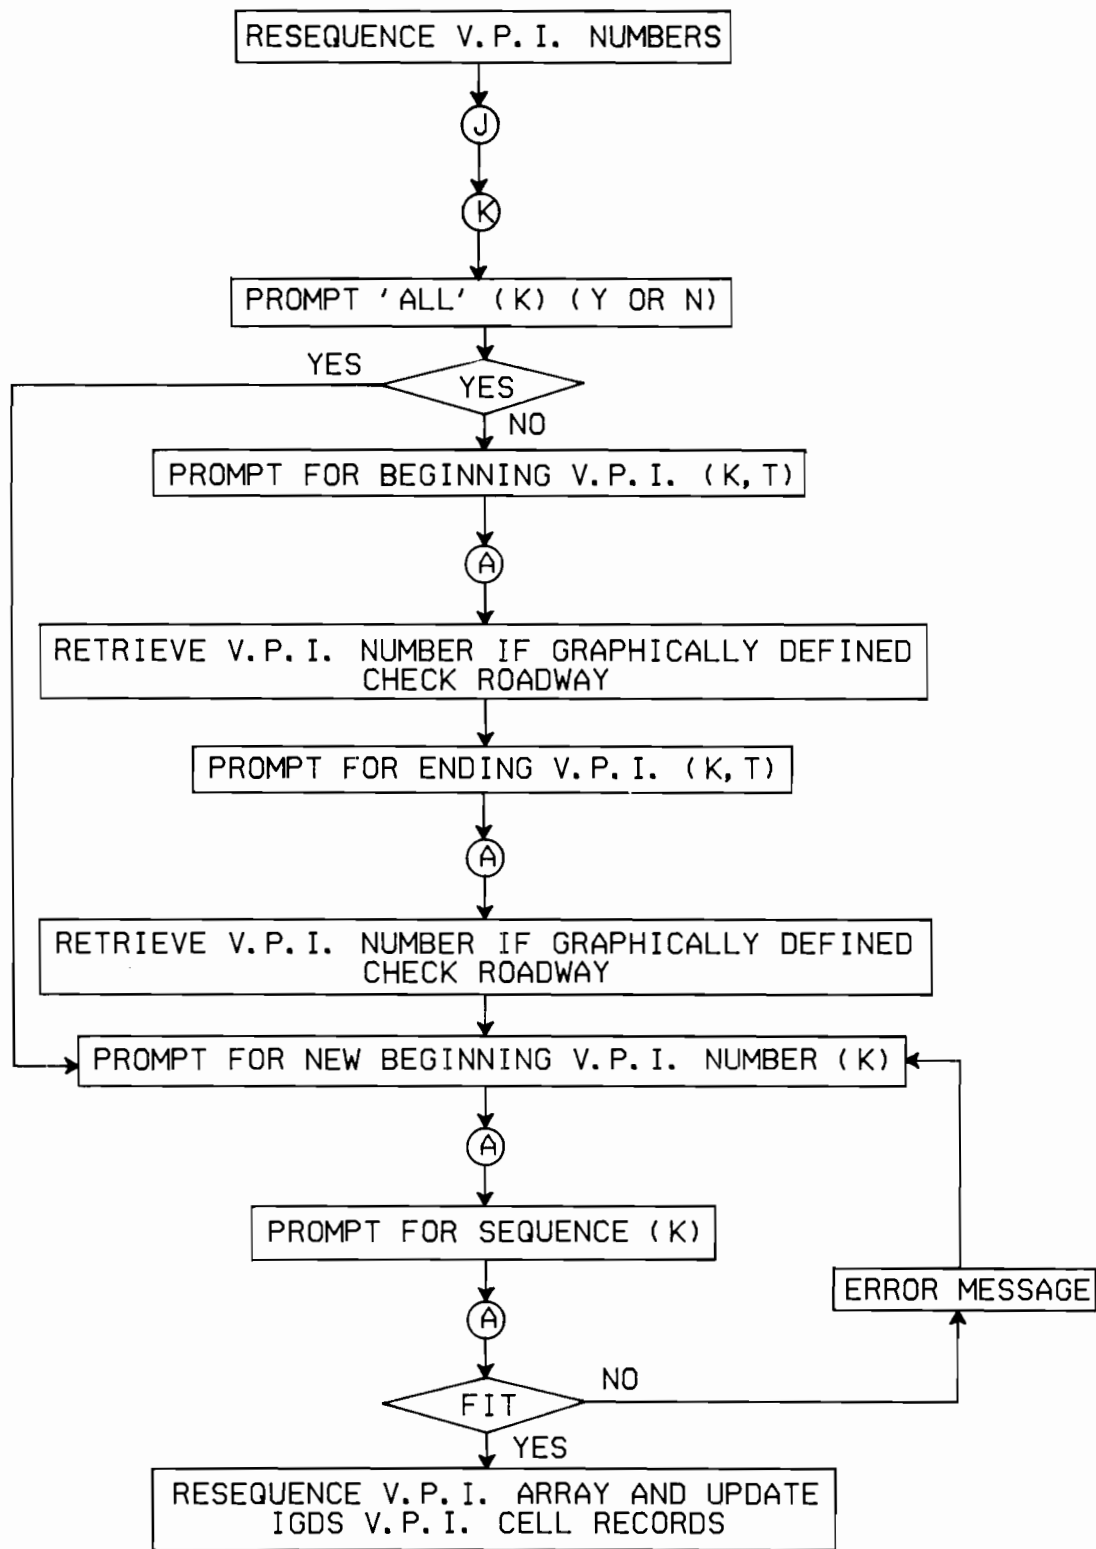 RESEQUENCE V.P.I. NUMBERS
J
K
PROMPT 'ALL' (K) (Y OR N)
YES
YES
NO
PROMPT FOR BEGINNING V.P.I. (K,T)
A
RETRIEVE V.P.I. NUMBER IF GRAPHICALLY DEFINED
CHECK ROADWAY
PROMPT FOR ENDING V.P.I. (K,T)
A
RETRIEVE V.P.I. NUMBER IF GRAPHICALLY DEFINED
CHECK ROADWAY
PROMPT FOR NEW BEGINNING V.P.I. NUMBER (K)
A
PROMPT FOR SEQUENCE (K)
ERROR MESSAGE
A
FIT
NO
YES
RESEQUENCE V.P.I. ARRAY AND UPDATE
IGDS V.P.I. CELL RECORDS